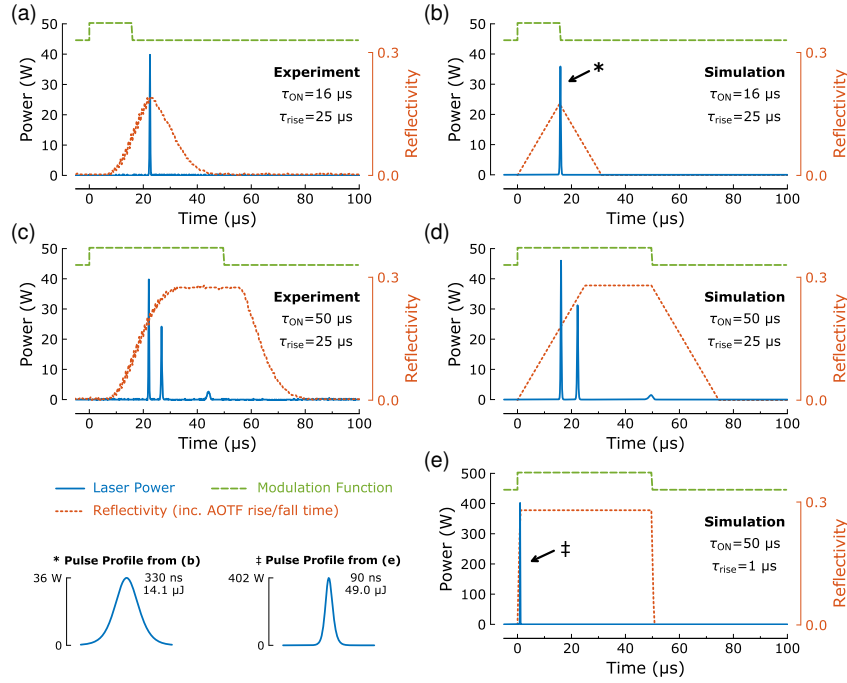 (a)
50
40
30
20
10
0
Power (W)
0.3
0.0
Reflectivity
Experiment
τON=16 μs
τrise=25 μs
0 20 40 60 80 100
Time (μs)
(b)
50
40
30
20
10
0
Power (W)
0.3
0.0
Reflectivity
*
Simulation
τON=16 μs
τrise=25 μs
0 20 40 60 80 100
Time (μs)
(c)
50
40
30
20
10
0
Power (W)
0.3
0.0
Reflectivity
Experiment
τON=50 μs
τrise=25 μs
0 20 40 60 80 100
Time (μs)
(d)
50
40
30
20
10
0
Power (W)
0.3
0.0
Reflectivity
Simulation
τON=50 μs
τrise=25 μs
0 20 40 60 80 100
Time (μs)
Laser Power
Modulation Function
Reflectivity (inc. AOTF rise/fall time)
* Pulse Profile from (b)
36 W
330 ns
14.1 μJ
0
‡ Pulse Profile from (e)
402 W
90 ns
49.0 μJ
0
(e)
500
400
300
200
100
0
Power (W)
0.3
0.0
Reflectivity
‡
Simulation
τON=50 μs
τrise=1 μs
0 20 40 60 80 100
Time (μs)